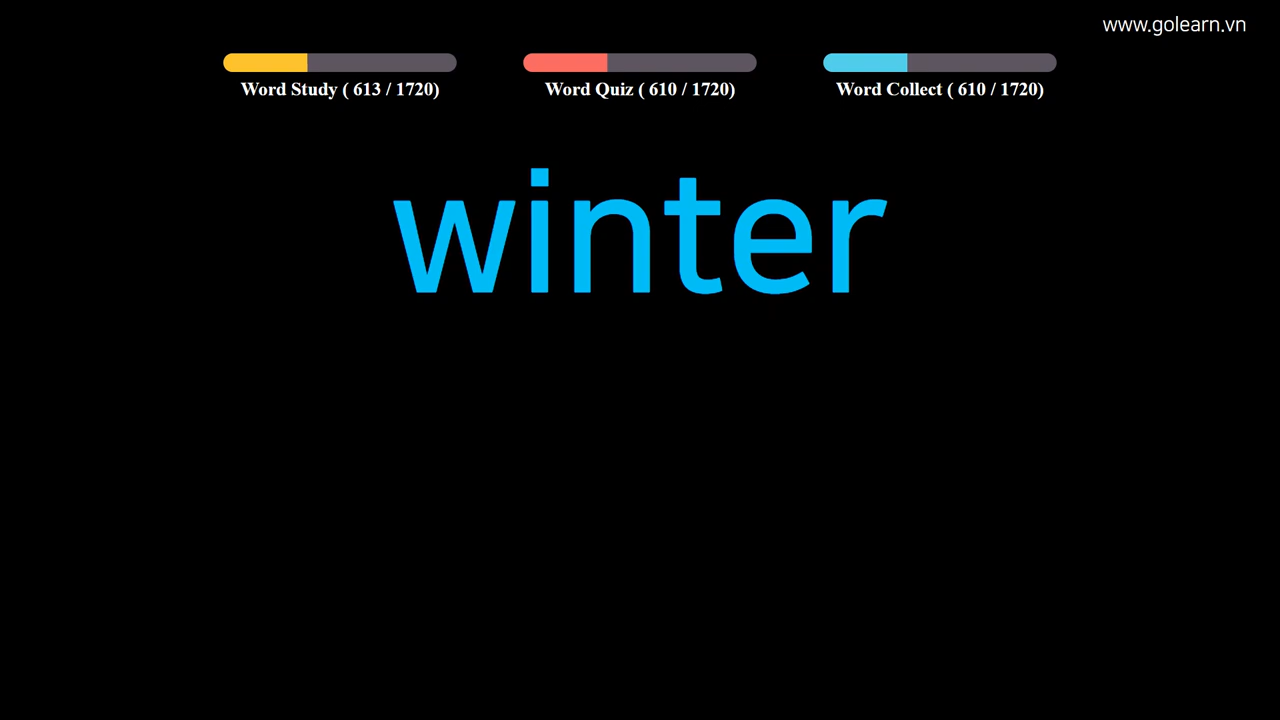 www.golearn.vn
Word Study ( 613 / 1720)
Word Quiz ( 610 / 1720)
Word Collect ( 610 / 1720)
winter